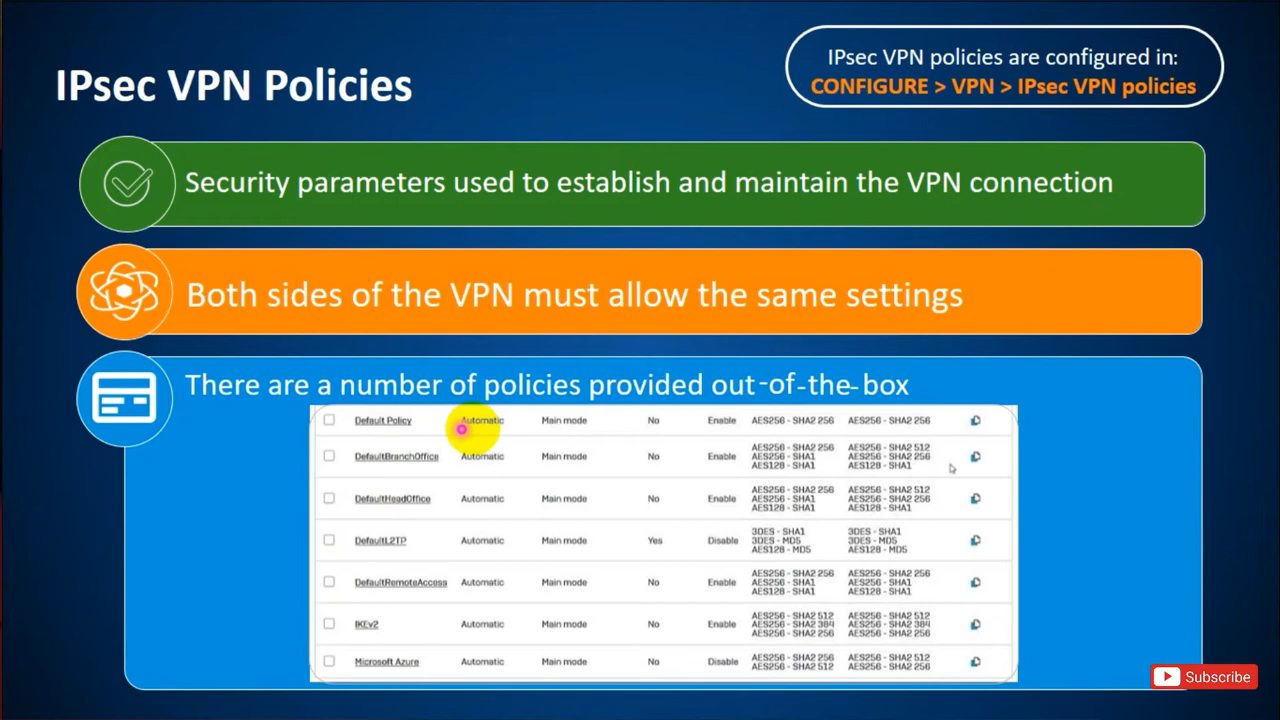 IPsec VPN Policies
IPsec VPN policies are configured in:
CONFIGURE > VPN > IPsec VPN policies
Security parameters used to establish and maintain the VPN connection
Both sides of the VPN must allow the same settings
There are a number of policies provided out-of-the-box
Default Policy Automatic Main mode No Enable AES256 - SHA2 256 AES256 - SHA2 256
AES256 - SHA2 256 AES256 - SHA2 512
DefaultBranchOffice Automatic Main mode No Enable AES256 - SHA1 AES256 - SHA2 256
AES128 - SHA1 AES128 - SHA1
AES256 - SHA2 256 AES256 - SHA2 512
DefaultHeadOffice Automatic Main mode No Enable AES256 - SHA1 AES256 - SHA2 256
AES128 - SHA1 AES128 - SHA1
3DES - SHA1 3DES - SHA1
DefaultL2TP Automatic Main mode Yes Disable 3DES - MD5 3DES - MD5
AES128 - MD5 AES128 - MD5
AES256 - SHA2 256 AES256 - SHA2 256
DefaultRemoteAccess Automatic Main mode No Enable AES256 - SHA1 AES256 - SHA1
AES128 - SHA1 AES128 - SHA1
AES256 - SHA2 512 AES256 - SHA2 512
IKEv2 Automatic Main mode No Enable AES256 - SHA2 384 AES256 - SHA2 384
AES256 - SHA2 256 AES256 - SHA2 256
AES256 - SHA2 256 AES256 - SHA2 512
Microsoft Azure Automatic Main mode No Disable
AES256 - SHA2 512 AES256 - SHA2 256
Subscribe